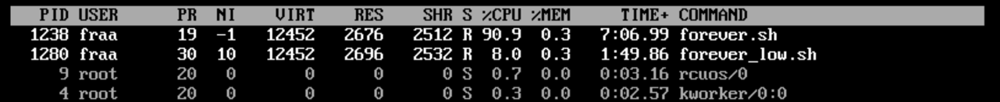 PID USER PR NI VIRT RES SHR S %CPU %MEM TIME+ COMMAND
1238 fraa 19 -1 12452 2676 2512 R 90.9 0.3 7:06.99 forever.sh
1280 fraa 30 10 12452 2696 2532 R 8.0 0.3 1:49.86 forever_low.sh
9 root 20 0 0 0 0 S 0.7 0.0 0:03.16 rcuos/0
4 root 20 0 0 0 0 S 0.3 0.0 0:02.57 kworker/0:0